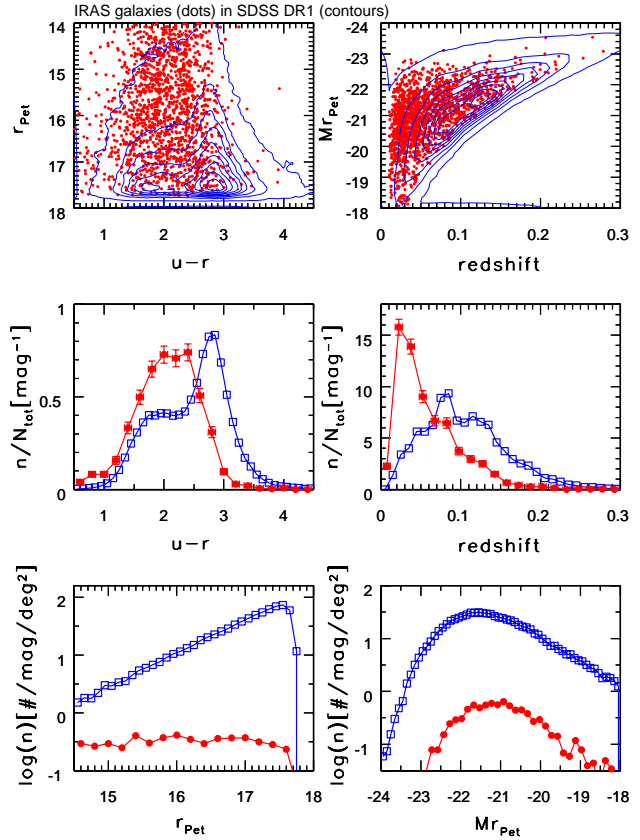 IRAS galaxies (dots) in SDSS DR1 (contours)
14
15
16
17
18
r_Pet
1 2 3 4
u−r
-24
-23
-22
-21
-20
-19
-18
Mr_Pet
0 0.1 0.2 0.3
redshift
1
0.5
0
n/N_tot[mag⁻¹]
1 2 3 4
u−r
15
10
5
0
n/N_tot[mag⁻¹]
0 0.1 0.2 0.3
redshift
2
1
0
-1
log(n)[#/mag/deg²]
15 16 17 18
r_Pet
2
1
0
-1
log(n)[#/mag/deg²]
-24 -23 -22 -21 -20 -19 -18
Mr_Pet